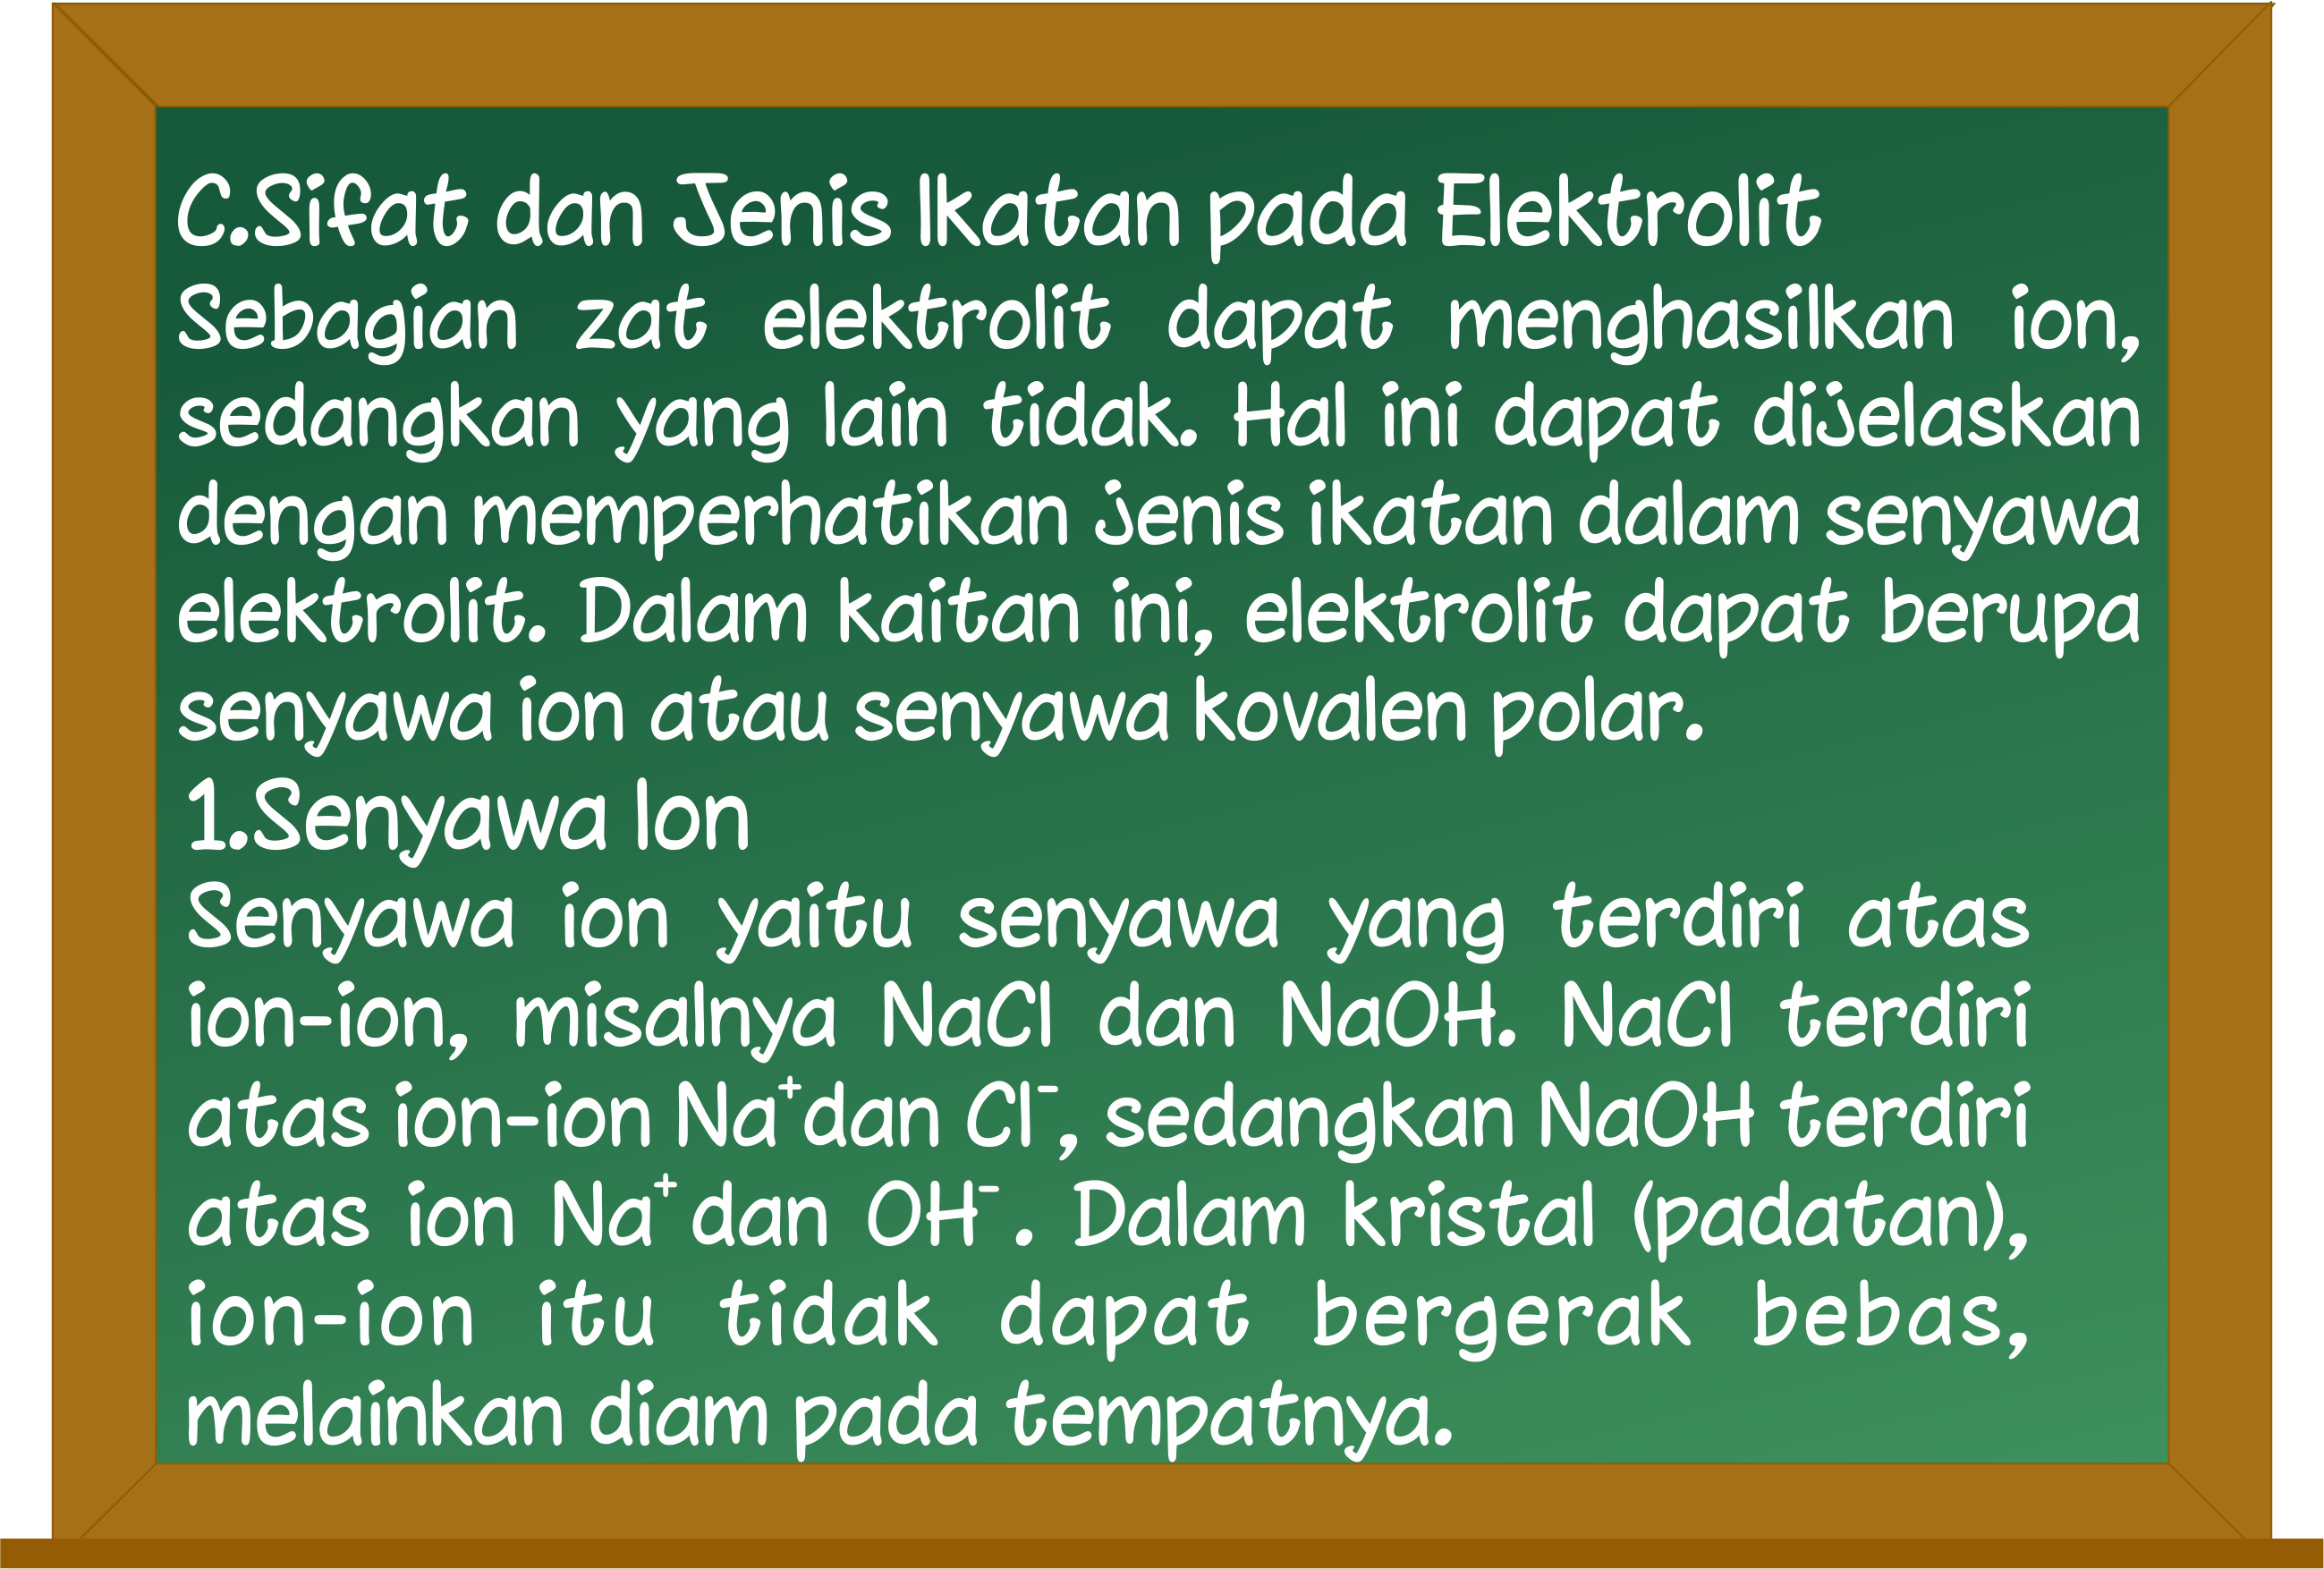 C.Sifat dan Jenis Ikatan pada Elektrolit
Sebagian zat elektrolit dapat menghasilkan ion,
sedangkan yang lain tidak. Hal ini dapat dijelaskan
dengan memperhatikan jenis ikatan dalam senyawa
elektrolit. Dalam kaitan ini, elektrolit dapat berupa
senyawa ion atau senyawa kovalen polar.
1.Senyawa Ion
Senyawa ion yaitu senyawa yang terdiri atas
ion-ion, misalnya NaCl dan NaOH. NaCl terdiri
atas ion-ion Na⁺dan Cl⁻, sedangkan NaOH terdiri
atas ion Na⁺dan OH⁻. Dalam kristal (padatan),
ion-ion itu tidak dapat bergerak bebas,
melainkan diam pada tempatnya.